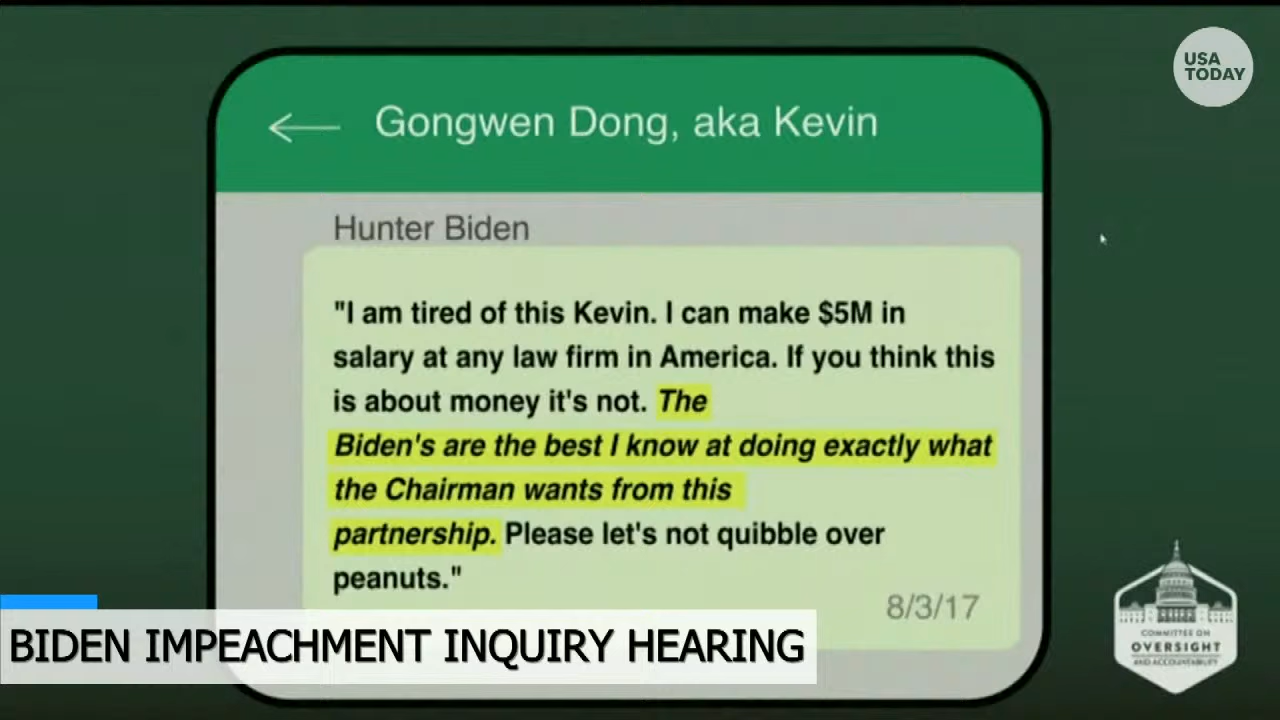 USA
TODAY
Gongwen Dong, aka Kevin
Hunter Biden
"I am tired of this Kevin. I can make $5M in
salary at any law firm in America. If you think this
is about money it's not. The
Biden's are the best I know at doing exactly what
the Chairman wants from this
partnership. Please let's not quibble over
peanuts."
8/3/17
BIDEN IMPEACHMENT INQUIRY HEARING
COMMITTEE ON
OVERSIGHT
AND ACCOUNTABILITY